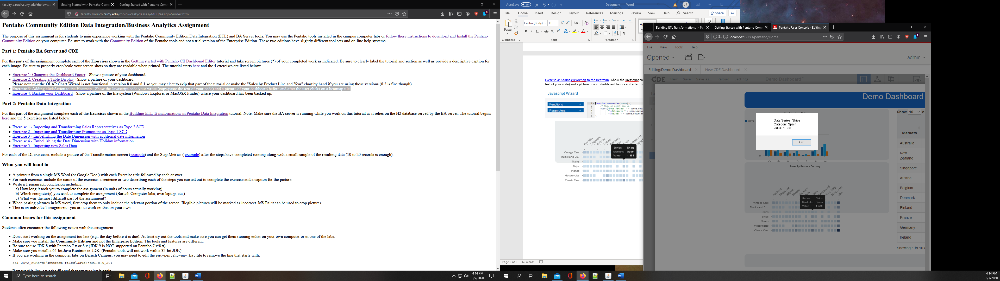 faculty.baruch.cuny.edu/rholowcz
Getting Started with Pentaho Com
Getting Started with Pentaho Com
faculty.baruch.cuny.edu/rholowczak/classes/4400/assign2/index.htm
Pentaho Community Edition Data Integration/Business Analytics Assignment
The purpose of this assignment is for students to gain experience working with the Pentaho Community Edition Data Integration (ETL) and BA Server tools. You may use the Pentaho tools installed in the campus computer labs or follow these instructions to download and Install the Pentaho
Community Edition on your computer. Be sure to work with the Community Edition of the Pentaho tools and not a trial version of the Enterprise Edition. These two editions have slightly different tool sets and on-line help systems.
Part 1: Pentaho BA Server and CDE
For this parts of the assignment complete each of the Exercises shown in the Getting started with Pentaho CE Dashboard Editor tutorial and take screen pictures (*) of your completed work as indicated. Be sure to clearly label the tutorial and section as well as provide a descriptive caption for
each image. Be sure to properly crop/scale your screen shots so they are readable when printed. The tutorial starts here and the 4 exercises are listed below:
Exercise 1: Changing the Dashboard Footer - Show a picture of your dashboard.
Exercise 2: Creating a Table Display - Show a picture of your dashboard.
Please note that the OLAP Chart Wizard is not functional in version 8.0 and 8.1 so you may elect to skip that part of the tutorial or make the "Sales by Product Line and Year" chart by hand if you are using those versions (8.2 is fine though).
Exercise 3: Adding clickAction to the Heatmap - Show the Javascript code your wrote (copy/paste the text of your code) and a picture of your dashboard before and after the user clicks on a heatmap tile.
Exercise 4: Backup your Dashboard - Show a picture of the file system (Windows Explorer or MacOSX Finder) where your dashboard has been backed up.
Part 2: Pentaho Data Integration
For this part of the assignment complete each of the Exercises shown in the Building ETL Transformations in Pentaho Data Integration tutorial. Note: Make sure the BA server is running while you work on this tutorial as it relies on the H2 database served by the BA server. The tutorial begins
here and the 5 exercises are listed below:
Exercise 1 - Importing and Transforming Sales Representatives as Type 2 SCD
Exercise 2 - Importing and Transforming Promotions as Type 1 SCD
Exercise 3 - Embellishing the Date Dimension with additional date information
Exercise 4 - Embellishing the Date Dimension with Holiday information
Exercise 5 - Importing new Sales Data
For each of the DI exercises, include a picture of the Transformation screen (example) and the Step Metrics ( example) after the steps have completed running along with a small sample of the resulting data (10 to 20 records is enough).
What you will hand in
A printout from a single MS Word (or Google Doc.) with each Exercise title followed by each answer.
For each exercise, include the name of the exercise, a sentence or two describing each of the steps you carried out to complete the exercise and a caption for the picture.
Write a 1 paragraph conclusion including:
a) How long it took you to complete the assignment (in units of hours actually working).
b) Which computer(s) you used to complete the assignment (Baruch Computer labs, own laptop, etc.)
c) What was the most difficult part of the assignment?
When pasting pictures in MS word, first crop them to only include the relevant portion of the screen. Illegible pictures will be marked as incorrect. MS Paint can be used to crop pictures.
This is an individual assignment - you are to work on this on your own.
Common Issues for this assignment
Students often encounter the following issues with this assignment:
Don't start working on the assignment too late (e.g., the day before it is due). At least try out the tools and make sure you can get them running either on your own computer or in one of the labs.
Make sure you install the Community Edition and not the Enterprise Edition. The tools and features are different.
Be sure to use JDK 8 with Pentaho 7.x or 8.x (JDK 9 is NOT supported on Pentaho 7.x/8.x)
Make sure you install a 64-bit Java Runtime or JDK. (Pentaho tools will not work with a 32-bit JDK)
If you are working in the computer labs on Baruch Campus, you may need to edit the set-pentaho-env.bat file to remove the line that starts with:
SET JAVA_HOME=c:\program files\Java\jdk1.8.0_201
Type here to search
4:14 PM
3/7/2020
AutoSave Off
Document1 - Word
File Home Insert Design Layout References Mailings Review View Help Search Share
Calibri (Body) 11
Paste
Clipboard Font Paragraph
Exercise 3: Adding clickAction to the Heatmap - Show the Javascript co
text of your code) and a picture of your dashboard before and after the
Javascript Wizard
Functions +
Parameters +
1 function showseries(scene) {
2 // Show an alert pop up
3 alert("Data Series: " + scene.datu
4 "\nCategory: " + scene.datum
5 "\nValue: " + scene.datum.at
6 }
Australia
Singapore
Belgium
Finland
Germany
Italy
Spain
Switzerland
Hong K
Series Ships
Markets Spain
Value 1 388
Vintage Cars
Trucks and Bu..
Trains
Ships
Planes
Motorcycles
Classic Cars
Page 2 of 2 62 words
Building ETL Transformations in Pe
Getting Started with Pentaho Com
Pentaho User Console - Editing
localhost:8080/pentaho/Home
File View Tools Help
Opened
admin
Editing:Demo Dashboard
New CDE Dashboard
CDE New Save Save as... Reload Settings Demo Dashboard
Demo Dashboard
2003
0
Data Series: Ships
Category: Spain
Value: 1 388
OK
Sales By Product Country
Australia
Singapore
Belgium
Finland
Germany
Italy
Spain
Switzerland
Hong Kong
Philippines
USA
Series Ships
Markets Spain
Value 1 388
Vintage Cars
Trucks and Bu..
Trains
Ships
Planes
Motorcycles
Classic Cars
Show 10 e
Markets
Australia
New
Zealand
Singapore
Austria
Belgium
Denmark
Finland
France
Germany
Ireland
Showing 1 to 10
4:14 PM
3/7/2020